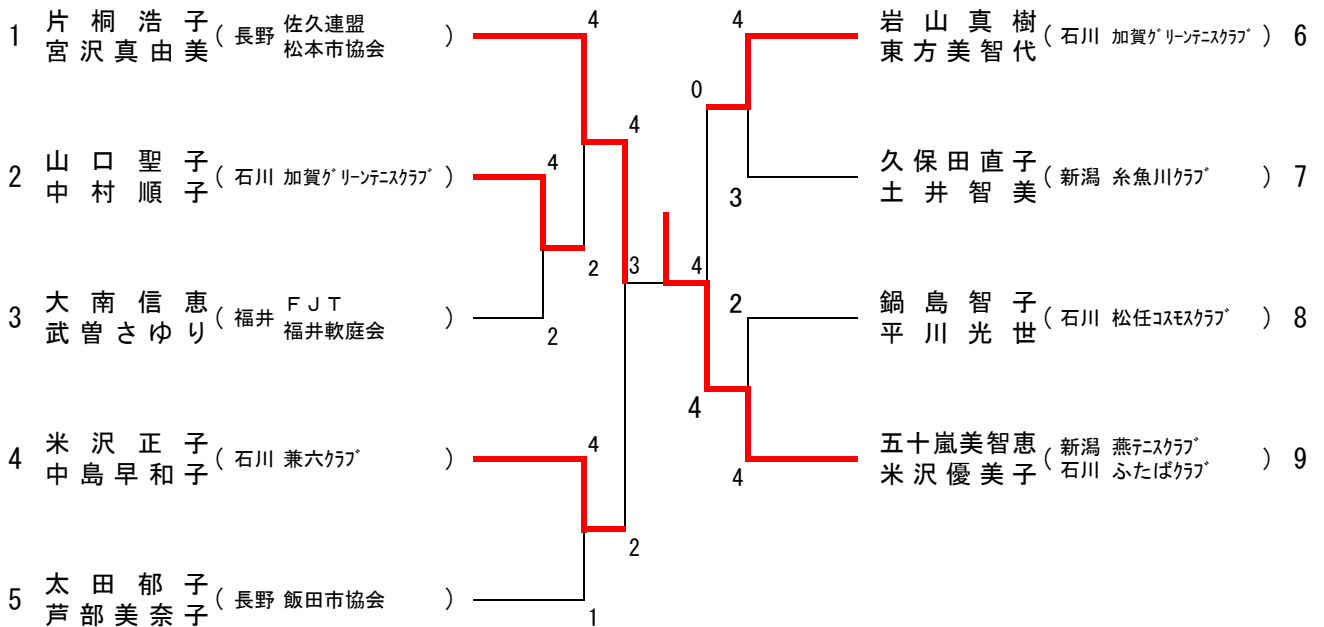 1 片桐浩子 宮沢真由美 ( 長野 佐久連盟 松本市協会 )
2 山口聖子 中村順子 ( 石川 加賀ｸﾞﾘｰﾝﾃﾆｽｸﾗﾌﾞ )
3 大南信恵 武曽さゆり ( 福井 ＦＪＴ 福井軟庭会 )
4 米沢正子 中島早和子 ( 石川 兼六ｸﾗﾌﾞ )
5 太田郁子 芦部美奈子 ( 長野 飯田市協会 )
4
4
4
2
2
3
4
2
1
4
0
3
4
2
4
4
岩山真樹 東方美智代 ( 石川 加賀ｸﾞﾘｰﾝﾃﾆｽｸﾗﾌﾞ ) 6
久保田直子 土井智美 ( 新潟 糸魚川ｸﾗﾌﾞ ) 7
鍋島智子 平川光世 ( 石川 松任ｺｽﾓｽｸﾗﾌﾞ ) 8
五十嵐美智恵 米沢優美子 ( 新潟 燕ﾃﾆｽｸﾗﾌﾞ 石川 ふたばｸﾗﾌﾞ ) 9